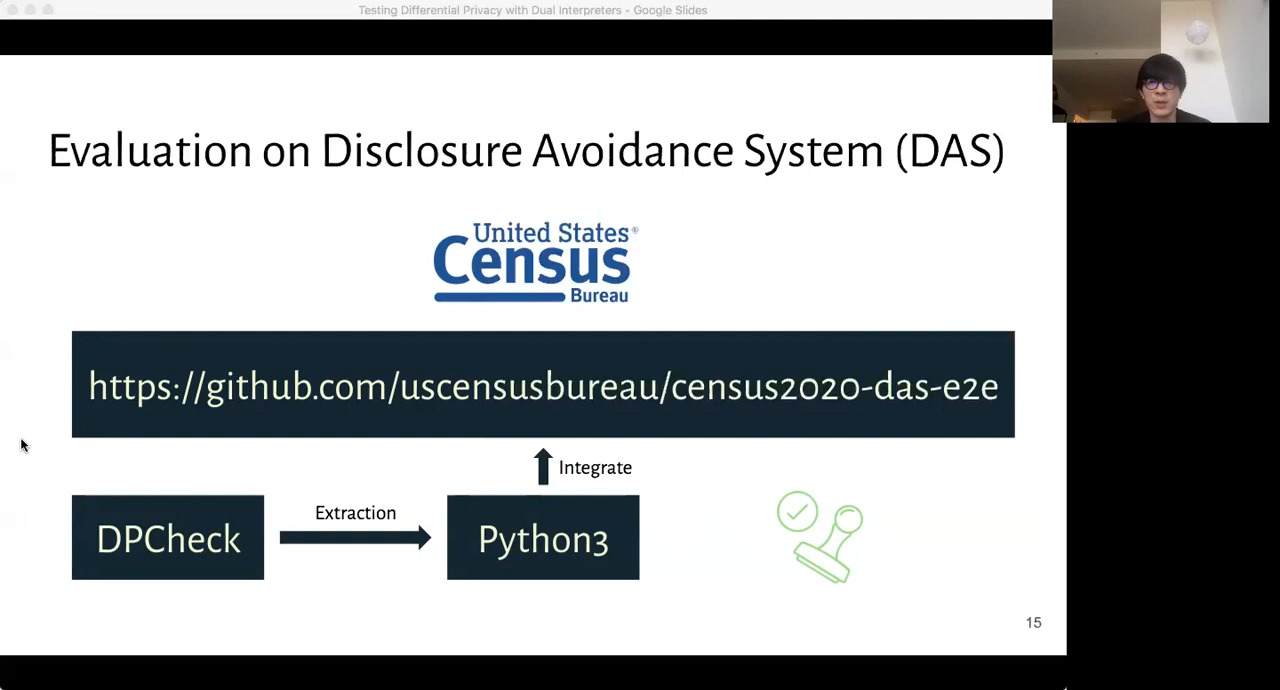 Testing Differential Privacy with Dual Interpreters - Google Slides
Evaluation on Disclosure Avoidance System (DAS)
United States®
Census
Bureau
https://github.com/uscensusbureau/census2020-das-e2e
Integrate
DPCheck
Extraction
Python3
15